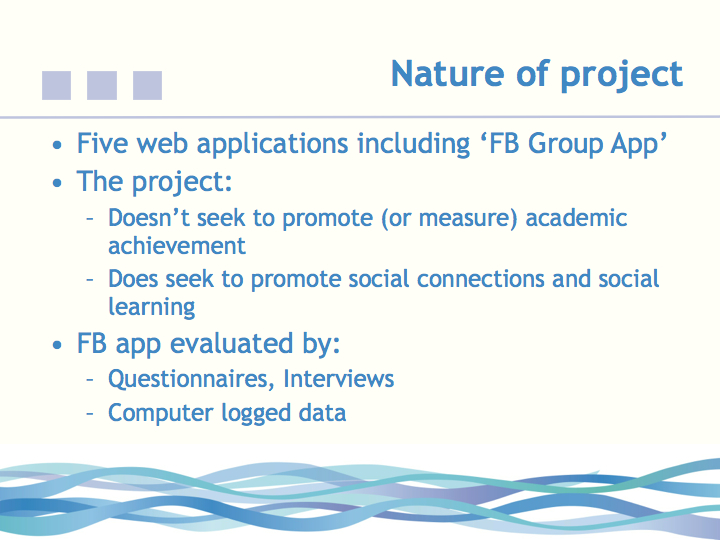 Nature of project
• Five web applications including ‘FB Group App’
• The project:
– Doesn’t seek to promote (or measure) academic
achievement
– Does seek to promote social connections and social
learning
• FB app evaluated by:
– Questionnaires, Interviews
– Computer logged data